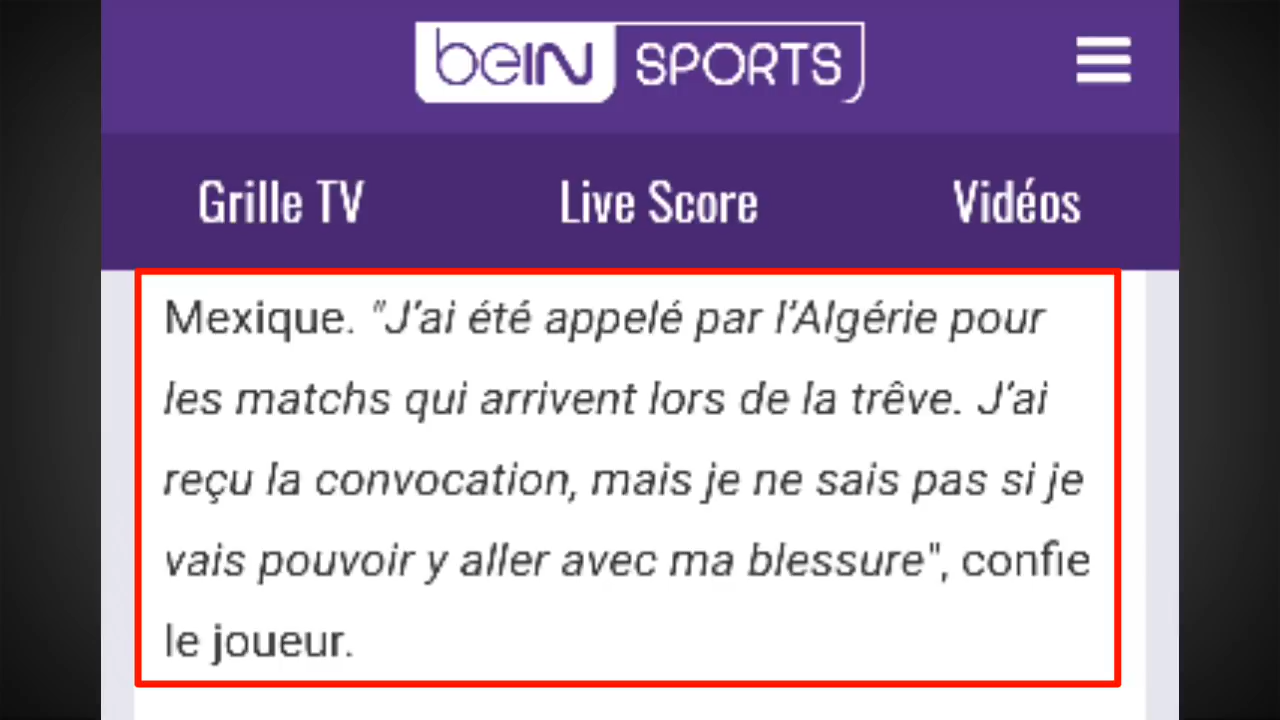 beIN SPORTS
Grille TV Live Score Vidéos
Mexique. "J'ai été appelé par l'Algérie pour
les matchs qui arrivent lors de la trêve. J'ai
reçu la convocation, mais je ne sais pas si je
vais pouvoir y aller avec ma blessure", confie
le joueur.